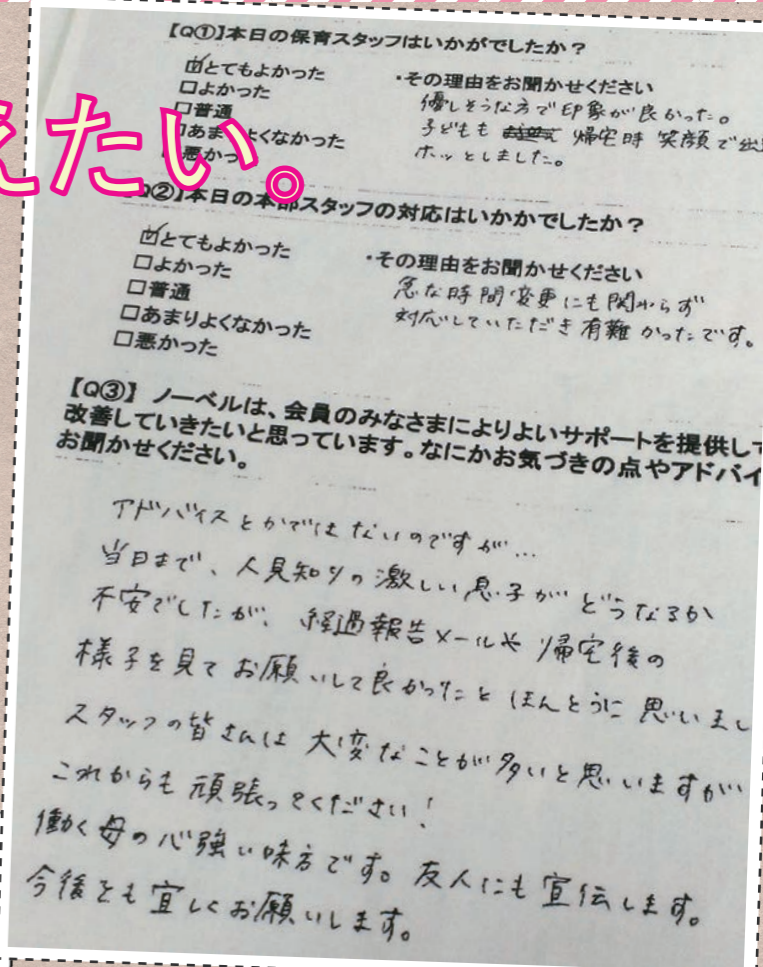 えたい。
【Q①】本日の保育スタッフはいかがでしたか？
☑とてもよかった
□よかった
□普通
□あま よくなかった
悪かっ
・その理由をお聞かせください
優しそうな方で印象が良かった。
子どもも 帰宅時 笑顔で出
ホッとしました。
Q②】本日の本部スタッフの対応はいかかでしたか？
☑とてもよかった
□よかった
□普通
□あまりよくなかった
□悪かった
・その理由をお聞かせください
急な時間変更にも関わらず
対応していただき有難かったです。
【Q③】 ノーベルは、会員のみなさまによりよいサポートを提供して
改善していきたいと思っています。なにかお気づきの点やアドバイ
お聞かせください。
アドバイスとかではないのですが…
当日まで、人見知りの激しい息子がどうなるか
不安でしたが、経過報告メールや帰宅後の
様子を見てお願いして良かったとほんとうに思いまし
スタッフの皆さんは大変なことが多いと思いますが
これからも頑張ってください！
働く母の心強い味方です。友人にも宣伝します。
今後とも宜しくお願いします。